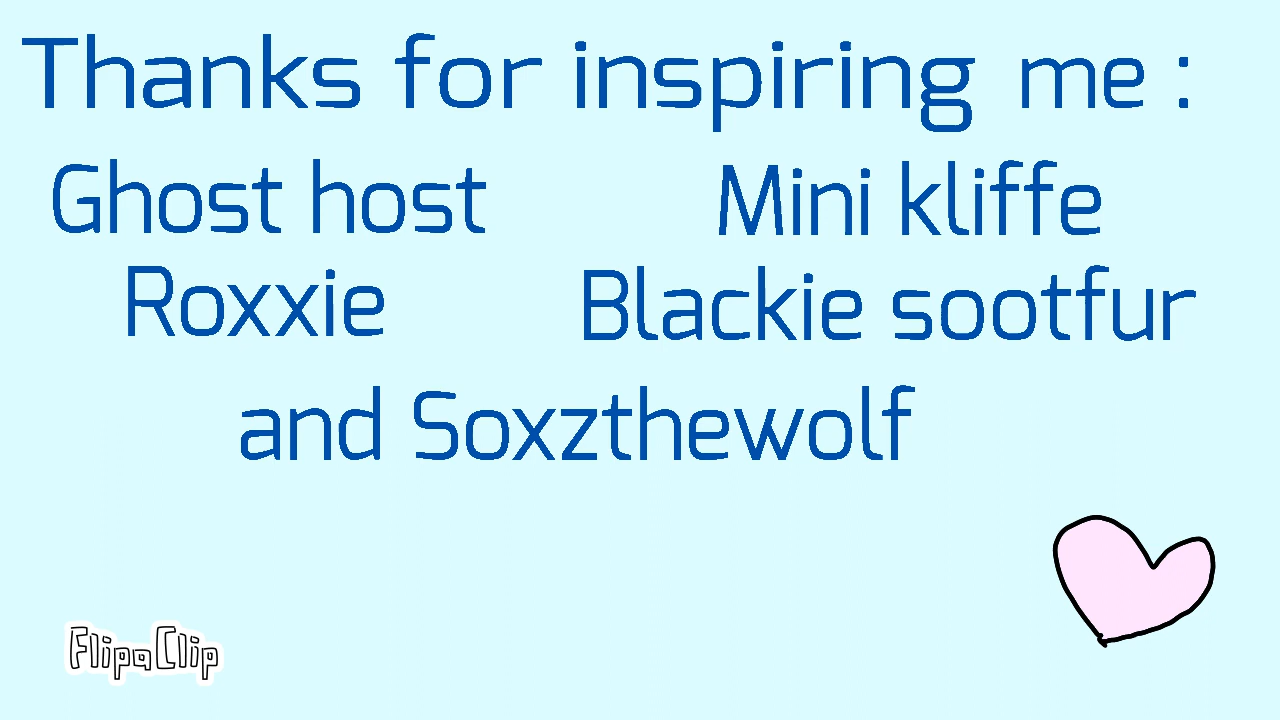 Thanks for inspiring me :
Ghost host Mini kliffe
Roxxie Blackie sootfur
and Soxzthewolf
FlipaClip